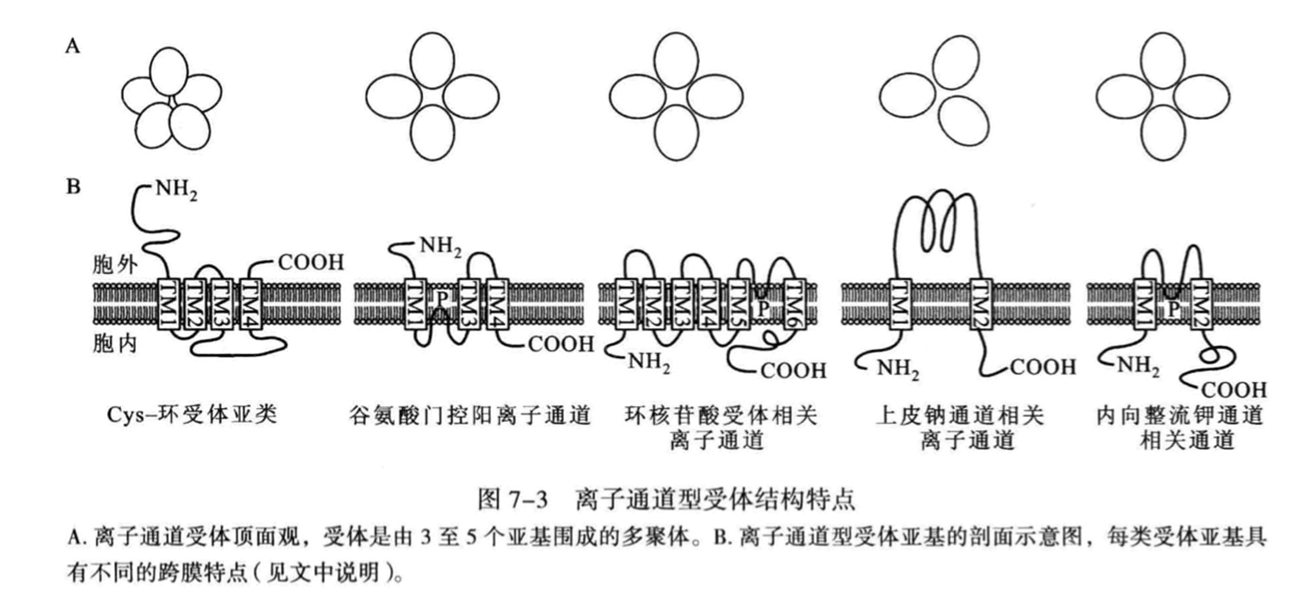 A
B
NH₂
胞外
胞内
COOH
TM1 TM2 TM3 TM4
Cys-环受体亚类
NH₂
TM1 P TM3 TM4
COOH
谷氨酸门控阳离子通道
TM1 TM2 TM3 TM4 TM5 P TM6
NH₂
COOH
环核苷酸受体相关
离子通道
TM1 TM2
NH₂
COOH
上皮钠通道相关
离子通道
TM1 P TM2
NH₂
COOH
内向整流钾通道
相关通道
图 7-3 离子通道型受体结构特点
A. 离子通道受体顶面观，受体是由 3 至 5 个亚基围成的多聚体。B. 离子通道型受体亚基的剖面示意图，每类受体亚基具
有不同的跨膜特点（见文中说明）。